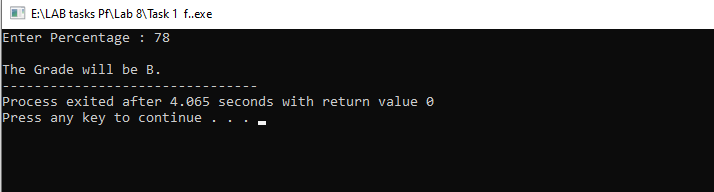 E:\LAB tasks Pf\Lab 8\Task 1 f..exe
Enter Percentage : 78
The Grade will be B.
--------------------------------
Process exited after 4.065 seconds with return value 0
Press any key to continue . . .